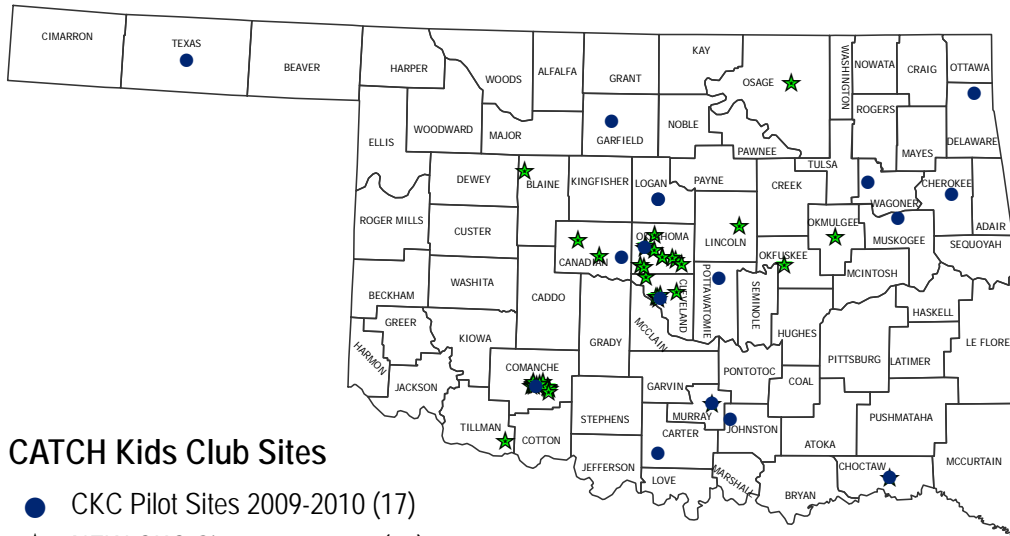 CIMARRON
TEXAS
BEAVER
HARPER
WOODS
ALFALFA
GRANT
KAY
OSAGE
WASHINGTON
NOWATA
CRAIG
OTTAWA
ELLIS
WOODWARD
MAJOR
GARFIELD
NOBLE
PAWNEE
ROGERS
MAYES
DELAWARE
DEWEY
BLAINE
KINGFISHER
LOGAN
PAYNE
CREEK
TULSA
WAGONER
CHEROKEE
ADAIR
ROGER MILLS
CUSTER
CANADIAN
OKLAHOMA
LINCOLN
OKFUSKEE
OKMULGEE
MUSKOGEE
SEQUOYAH
BECKHAM
WASHITA
CADDO
GRADY
MCCLAIN
CLEVELAND
POTTAWATOMIE
SEMINOLE
HUGHES
MCINTOSH
HASKELL
LE FLORE
HARMON
GREER
KIOWA
COMANCHE
GARVIN
PONTOTOC
COAL
PITTSBURG
LATIMER
JACKSON
TILLMAN
COTTON
STEPHENS
MURRAY
CARTER
JOHNSTON
ATOKA
PUSHMATAHA
JEFFERSON
LOVE
MARSHALL
BRYAN
CHOCTAW
MCCURTAIN
CATCH Kids Club Sites
CKC Pilot Sites 2009-2010 (17)